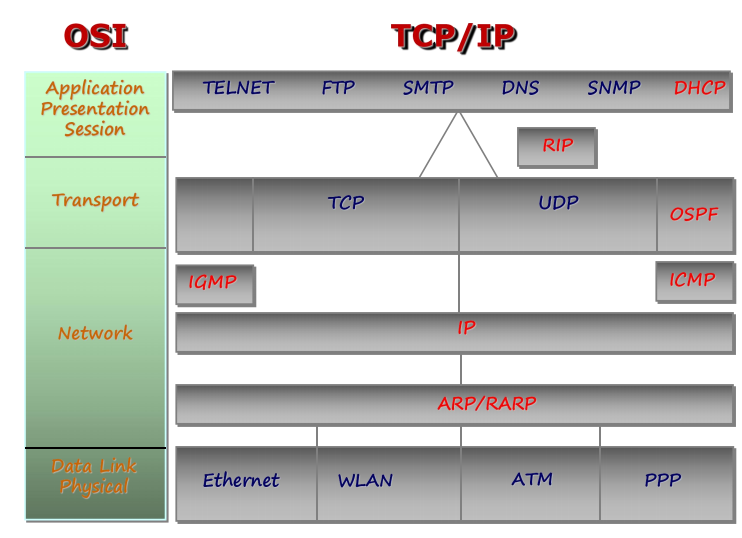 OSI
TCP/IP
Application
Presentation
Session
TELNET FTP SMTP DNS SNMP DHCP
RIP
Transport
TCP UDP OSPF
IGMP
ICMP
Network
IP
ARP/RARP
Data Link
Physical
Ethernet WLAN ATM PPP